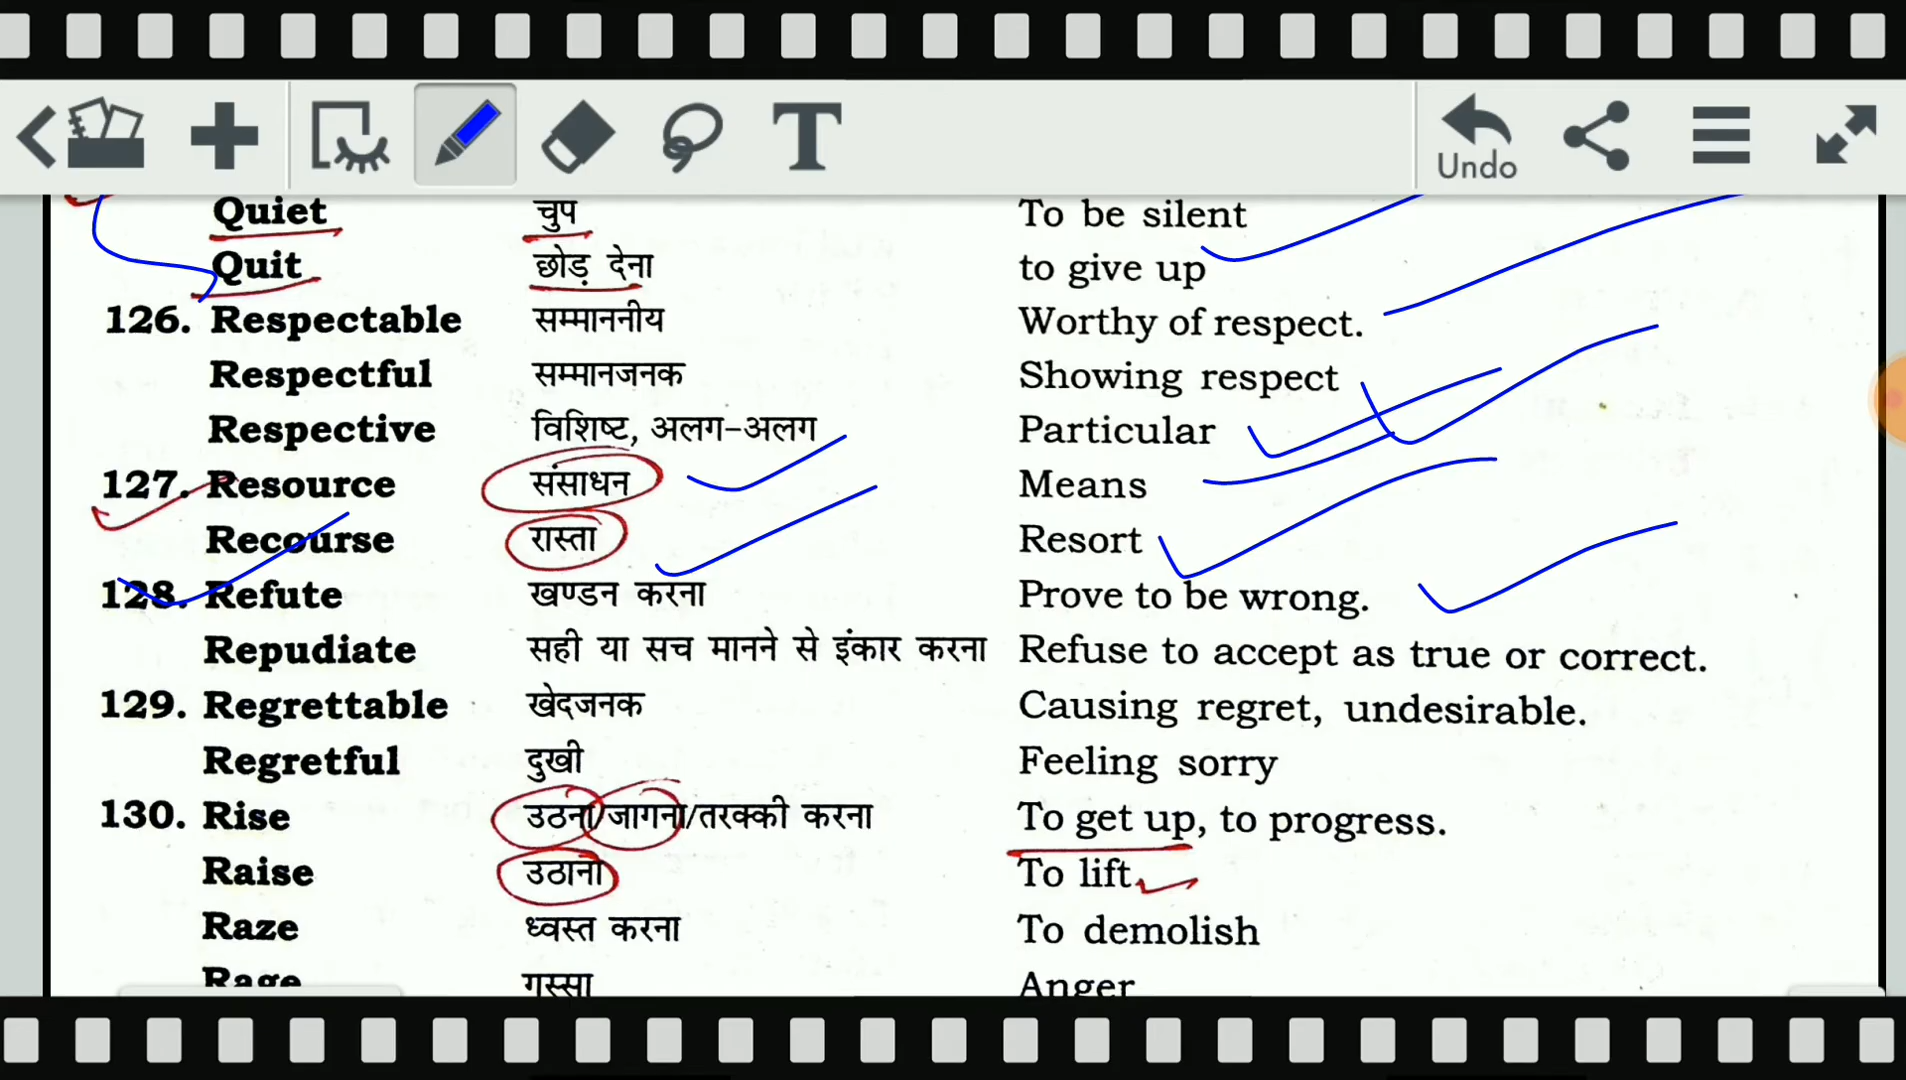 Undo
Quiet चुप To be silent
Quit छोड़ देना to give up
126. Respectable सम्माननीय Worthy of respect.
Respectful सम्मानजनक Showing respect
Respective विशिष्ट, अलग-अलग Particular
127. Resource संसाधन Means
Recourse रास्ता Resort
128. Refute खण्डन करना Prove to be wrong.
Repudiate सही या सच मानने से इंकार करना Refuse to accept as true or correct.
129. Regrettable खेदजनक Causing regret, undesirable.
Regretful दुखी Feeling sorry
130. Rise उठना/जागना/तरक्की करना To get up, to progress.
Raise उठाना To lift
Raze ध्वस्त करना To demolish
Rage गुस्सा Anger